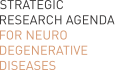 STRATEGIC
RESEARCH AGENDA
FOR NEURO
DEGENERATIVE
DISEASES